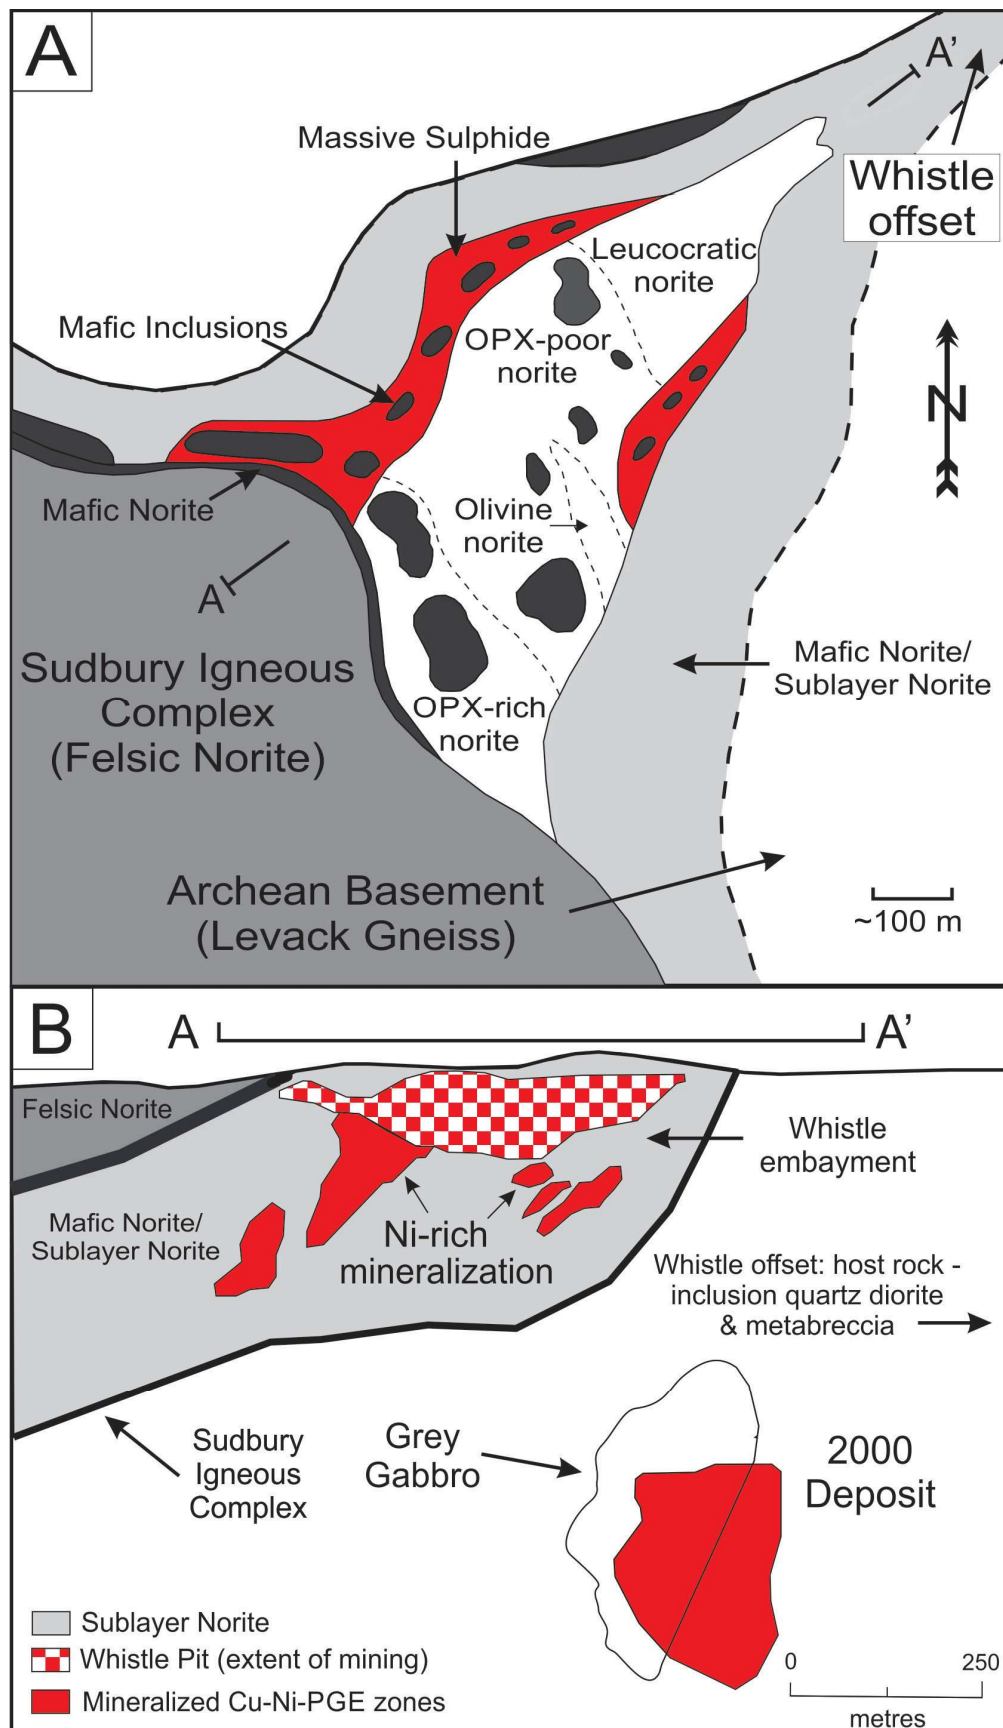 A
A'
Massive Sulphide
Whistle
offset
Leucocratic
norite
Mafic Inclusions
OPX-poor
norite
N
Mafic Norite
Olivine
norite
A
Sudbury Igneous
Complex
(Felsic Norite)
Mafic Norite/
Sublayer Norite
OPX-rich
norite
Archean Basement
(Levack Gneiss)
~100 m
B
A
A'
Felsic Norite
Whistle
embayment
Mafic Norite/
Sublayer Norite
Ni-rich
mineralization
Whistle offset: host rock -
inclusion quartz diorite
& metabreccia
Sudbury
Igneous
Complex
Grey
Gabbro
2000
Deposit
Sublayer Norite
Whistle Pit (extent of mining)
Mineralized Cu-Ni-PGE zones
0 250
metres